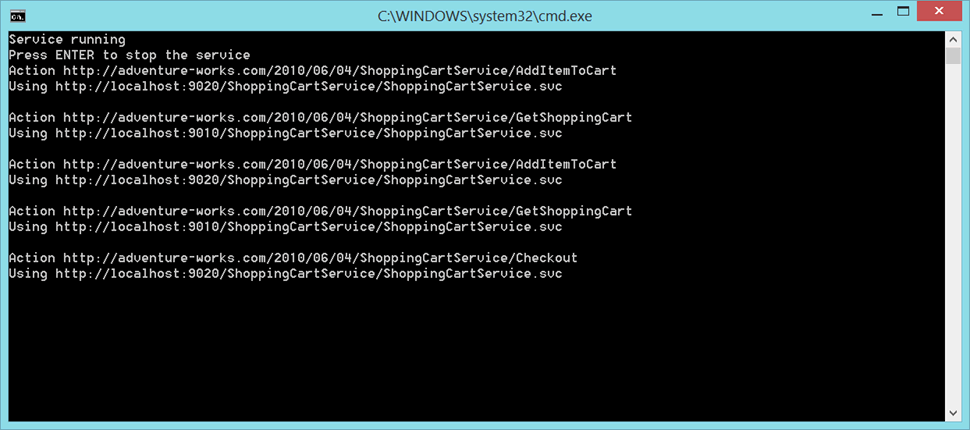 C:\WINDOWS\system32\cmd.exe
Service running
Press ENTER to stop the service
Action http://adventure-works.com/2010/06/04/ShoppingCartService/AddItemToCart
Using http://localhost:9020/ShoppingCartService/ShoppingCartService.svc
Action http://adventure-works.com/2010/06/04/ShoppingCartService/GetShoppingCart
Using http://localhost:9010/ShoppingCartService/ShoppingCartService.svc
Action http://adventure-works.com/2010/06/04/ShoppingCartService/AddItemToCart
Using http://localhost:9020/ShoppingCartService/ShoppingCartService.svc
Action http://adventure-works.com/2010/06/04/ShoppingCartService/GetShoppingCart
Using http://localhost:9010/ShoppingCartService/ShoppingCartService.svc
Action http://adventure-works.com/2010/06/04/ShoppingCartService/Checkout
Using http://localhost:9020/ShoppingCartService/ShoppingCartService.svc